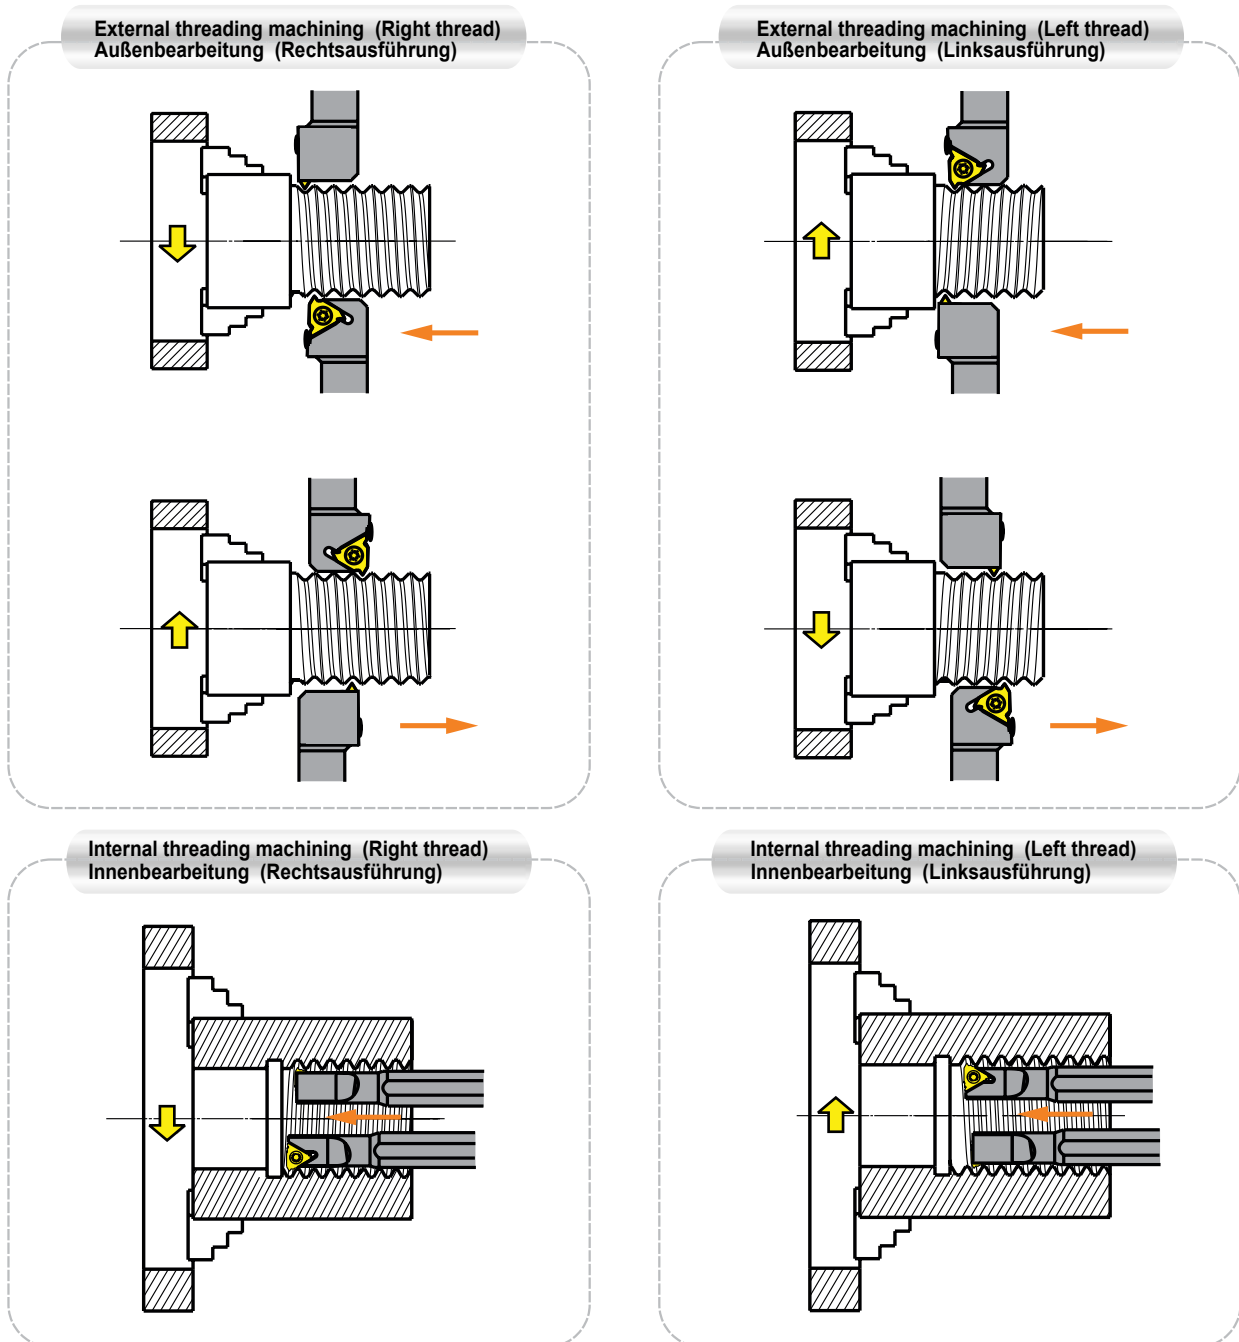 External threading machining (Right thread)
Außenbearbeitung (Rechtsausführung)
External threading machining (Left thread)
Außenbearbeitung (Linksausführung)
Internal threading machining (Right thread)
Innenbearbeitung (Rechtsausführung)
Internal threading machining (Left thread)
Innenbearbeitung (Linksausführung)